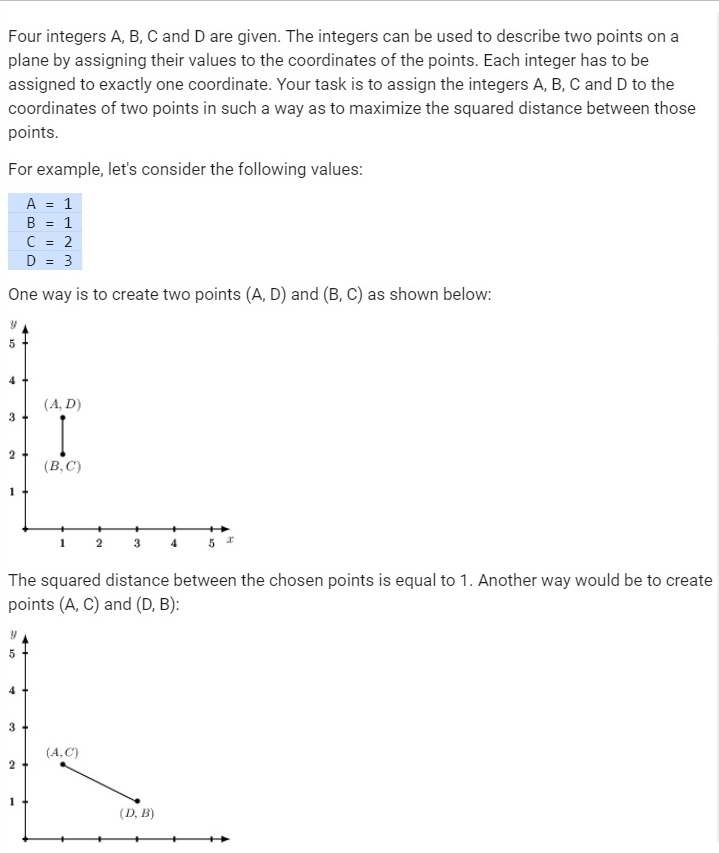 Four integers A, B, C and D are given. The integers can be used to describe two points on a
plane by assigning their values to the coordinates of the points. Each integer has to be
assigned to exactly one coordinate. Your task is to assign the integers A, B, C and D to the
coordinates of two points in such a way as to maximize the squared distance between those
points.
For example, let's consider the following values:
A = 1
B = 1
C = 2
D = 3
One way is to create two points (A, D) and (B, C) as shown below:
y
5
4
(A, D)
3
2
(B, C)
1
1 2 3 4 5 x
The squared distance between the chosen points is equal to 1. Another way would be to create
points (A, C) and (D, B):
y
5
4
3
(A, C)
2
1
(D, B)